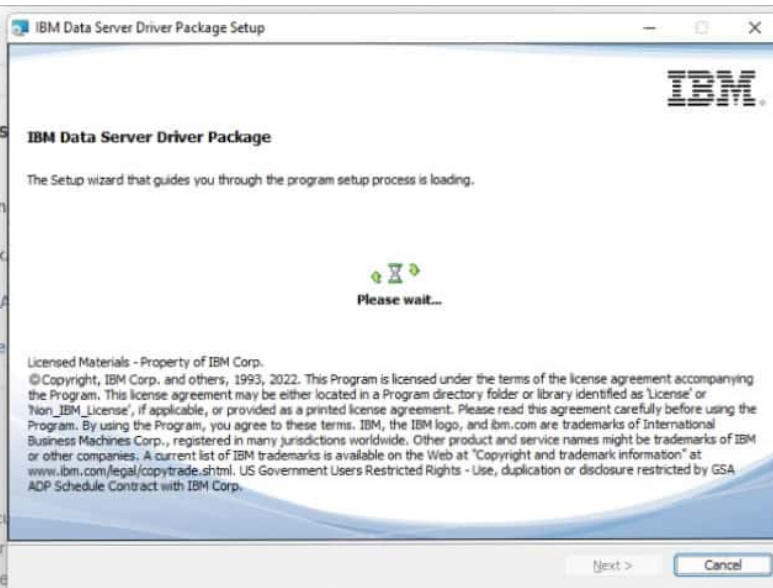 IBM Data Server Driver Package Setup
IBM
IBM Data Server Driver Package
The Setup wizard that guides you through the program setup process is loading.
Please wait...
Licensed Materials - Property of IBM Corp.
©Copyright, IBM Corp. and others, 1993, 2022. This Program is licensed under the terms of the license agreement accompanying
the Program. This license agreement may be either located in a Program directory folder or library identified as 'License' or
'Non_IBM_License', if applicable, or provided as a printed license agreement. Please read this agreement carefully before using the
Program. By using the Program, you agree to these terms. IBM, the IBM logo, and ibm.com are trademarks of International
Business Machines Corp., registered in many jurisdictions worldwide. Other product and service names might be trademarks of IBM
or other companies. A current list of IBM trademarks is available on the Web at "Copyright and trademark information" at
www.ibm.com/legal/copytrade.shtml. US Government Users Restricted Rights - Use, duplication or disclosure restricted by GSA
ADP Schedule Contract with IBM Corp.
Next >
Cancel